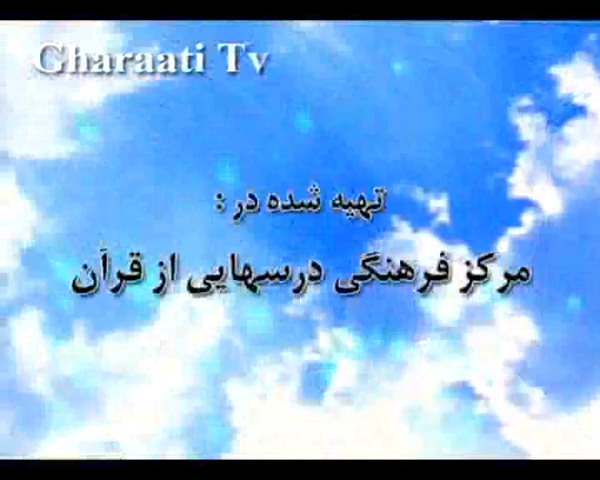 Gharaati Tv
تهیه شده در :
مرکز فرهنگی درسهایی از قرآن